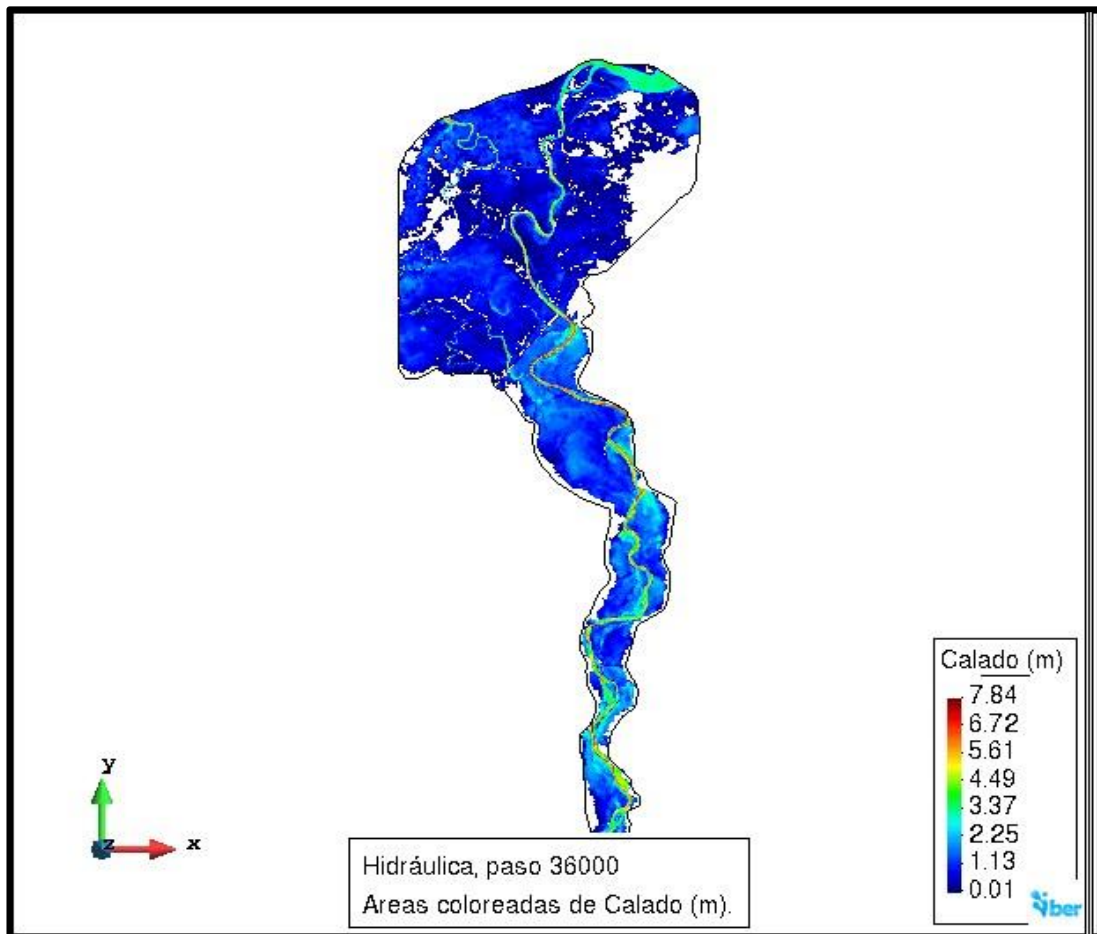 y
z
x
Hidráulica, paso 36000
Areas coloreadas de Calado (m).
Calado (m)
7.84
6.72
5.61
4.49
3.37
2.25
1.13
0.01
iber